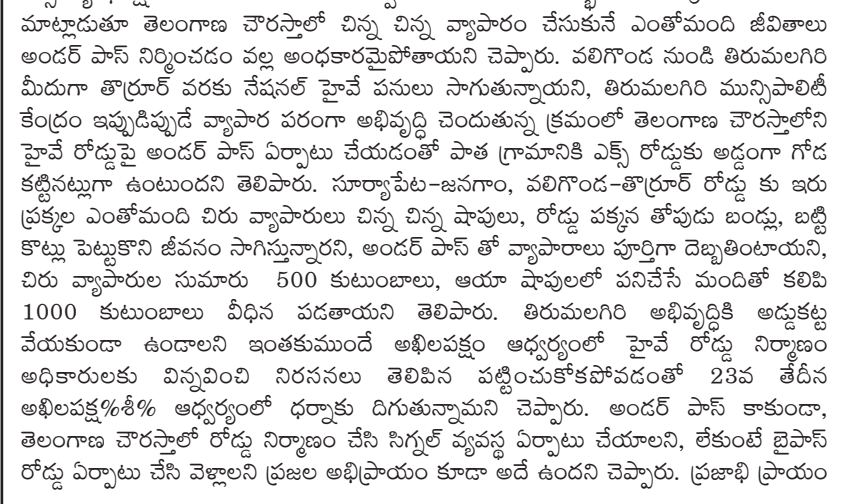 మాట్లాడుతూ తెలంగాణ చౌరస్తాలో చిన్న చిన్న వ్యాపారం చేసుకునే ఎంతోమంది జీవితాలు
అండర్ పాస్ నిర్మించడం వల్ల అంధకారమైపోతాయని చెప్పారు. వలిగొండ నుండి తిరుమలగిరి
మీదుగా తొర్రూర్ వరకు నేషనల్ హైవే పనులు సాగుతున్నాయని, తిరుమలగిరి మున్సిపాలిటీ
కేంద్రం ఇప్పుడిప్పుడే వ్యాపార పరంగా అభివృద్ధి చెందుతున్న క్రమంలో తెలంగాణ చౌరస్తాలోని
హైవే రోడ్డుపై అండర్ పాస్ ఏర్పాటు చేయడంతో పాత గ్రామానికి ఎక్స్ రోడ్డుకు అడ్డంగా గోడ
కట్టినట్లుగా ఉంటుందని తెలిపారు. సూర్యాపేట-జనగాం, వలిగొండ-తొర్రూర్ రోడ్డు కు ఇరు
ప్రక్కల ఎంతోమంది చిరు వ్యాపారులు చిన్న చిన్న షాపులు, రోడ్డు పక్కన తోపుడు బండ్లు, బట్టి
కొట్లు పెట్టుకొని జీవనం సాగిస్తున్నారని, అండర్ పాస్ తో వ్యాపారాలు పూర్తిగా దెబ్బతింటాయని,
చిరు వ్యాపారుల సుమారు 500 కుటుంబాలు, ఆయా షాపులలో పనిచేసే మందితో కలిపి
1000 కుటుంబాలు వీధిన పడతాయని తెలిపారు. తిరుమలగిరి అభివృద్ధికి అడ్డుకట్ట
వేయకుండా ఉండాలని ఇంతకుముందే అఖిలపక్షం ఆధ్వర్యంలో హైవే రోడ్డు నిర్మాణం
అధికారులకు విన్నవించి నిరసనలు తెలిపిన పట్టించుకోకపోవడంతో 23వ తేదీన
అఖిలపక్ష%శీ% ఆధ్వర్యంలో ధర్నాకు దిగుతున్నామని చెప్పారు. అండర్ పాస్ కాకుండా,
తెలంగాణ చౌరస్తాలో రోడ్డు నిర్మాణం చేసి సిగ్నల్ వ్యవస్థ ఏర్పాటు చేయాలని, లేకుంటే బైపాస్
రోడ్డు ఏర్పాటు చేసి వెళ్లాలని ప్రజల అభిప్రాయం కూడా అదే ఉందని చెప్పారు. ప్రజాభి ప్రాయం